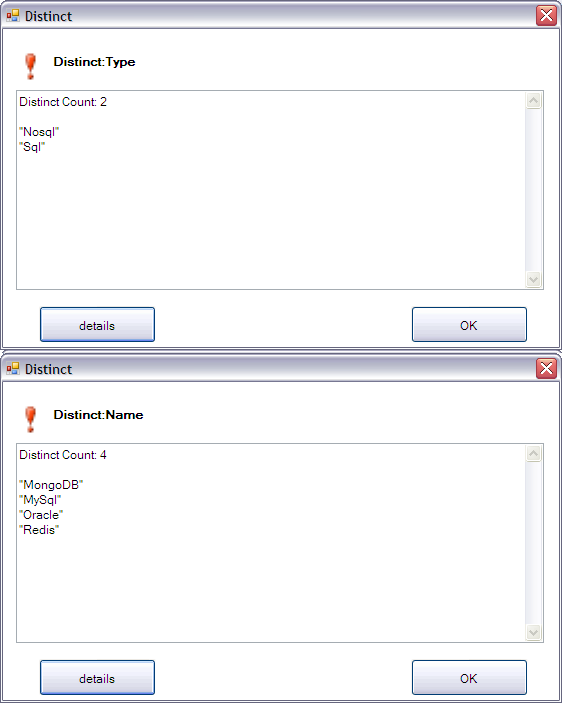 Distinct
Distinct:Type
Distinct Count: 2
"Nosql"
"Sql"
details
OK
Distinct
Distinct:Name
Distinct Count: 4
"MongoDB"
"MySql"
"Oracle"
"Redis"
details
OK